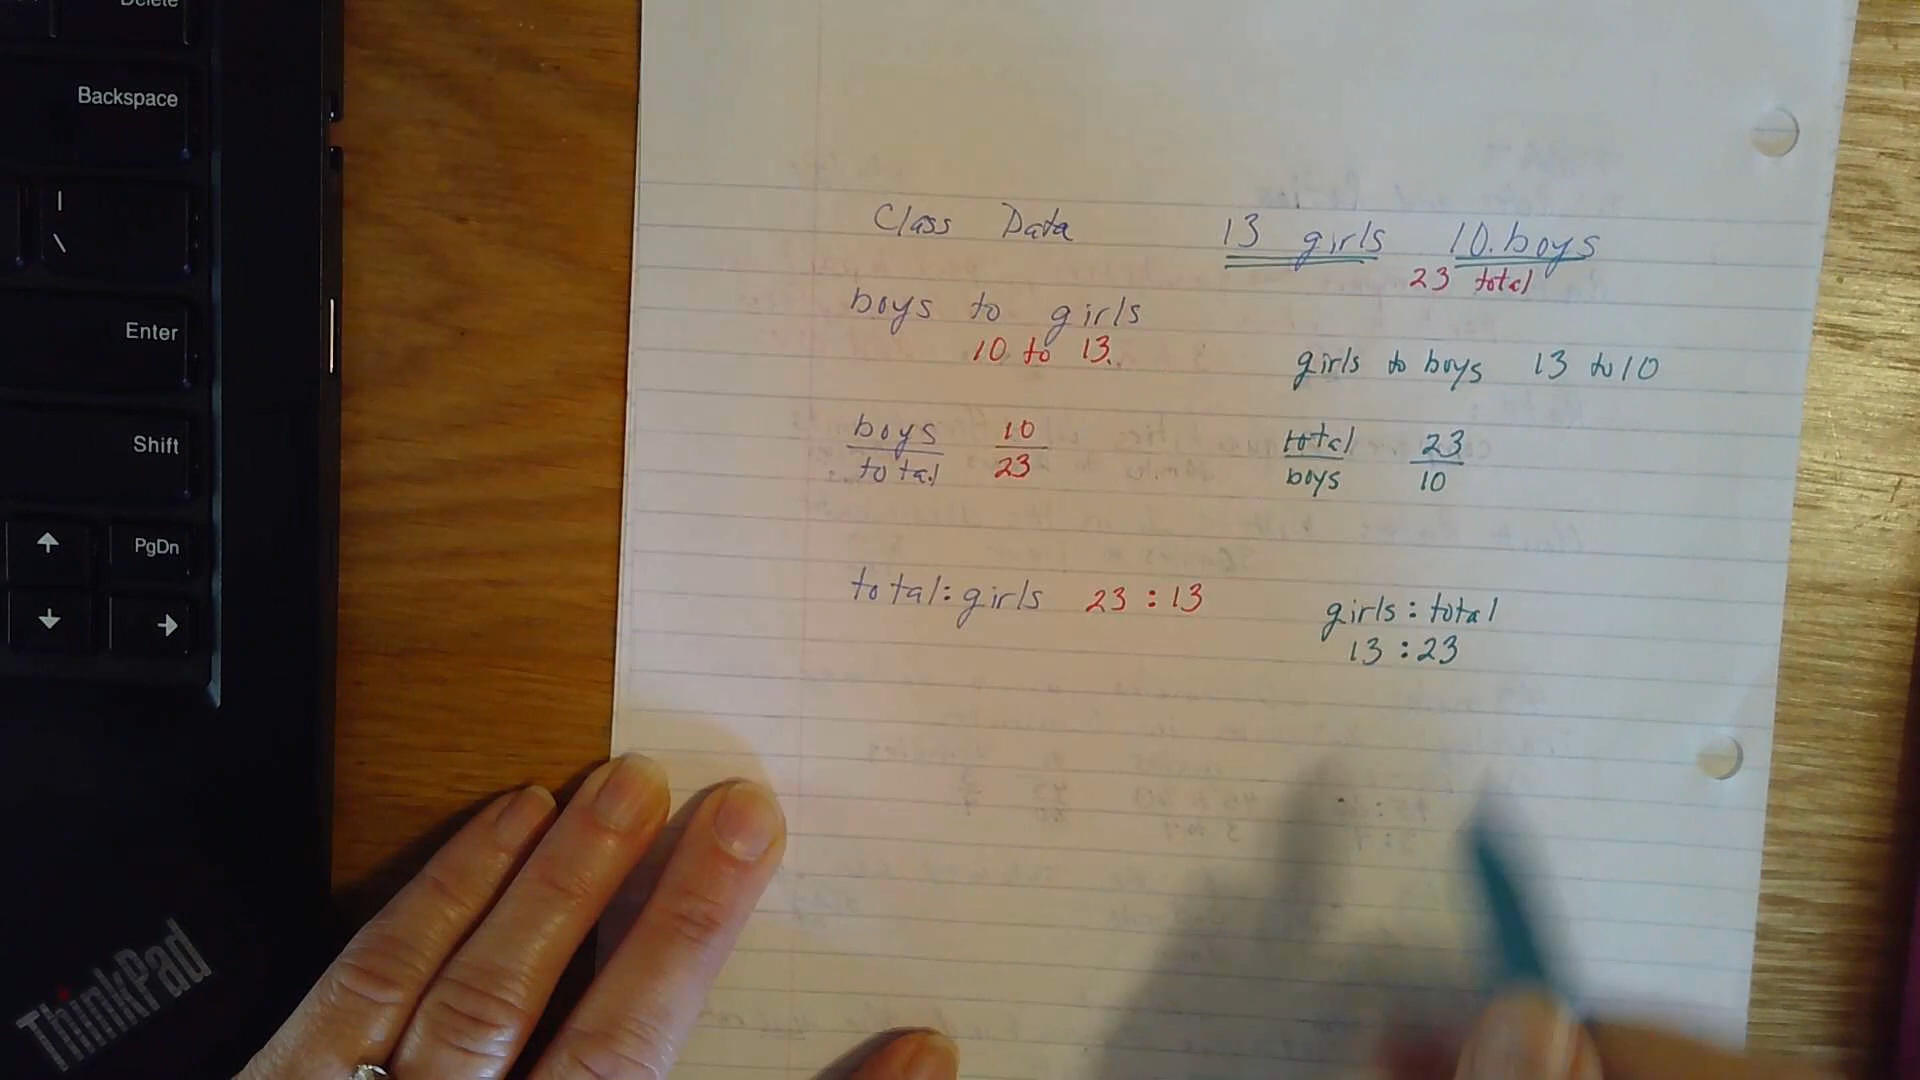 Delete
Backspace
|
\
Enter
Shift
PgDn
ThinkPad
Class Data 13 girls 10 boys
23 total
boys to girls
10 to 13
girls to boys 13 to 10
boys 10 total 23
total 23 boys 10
total: girls 23 : 13
girls : total
13 : 23